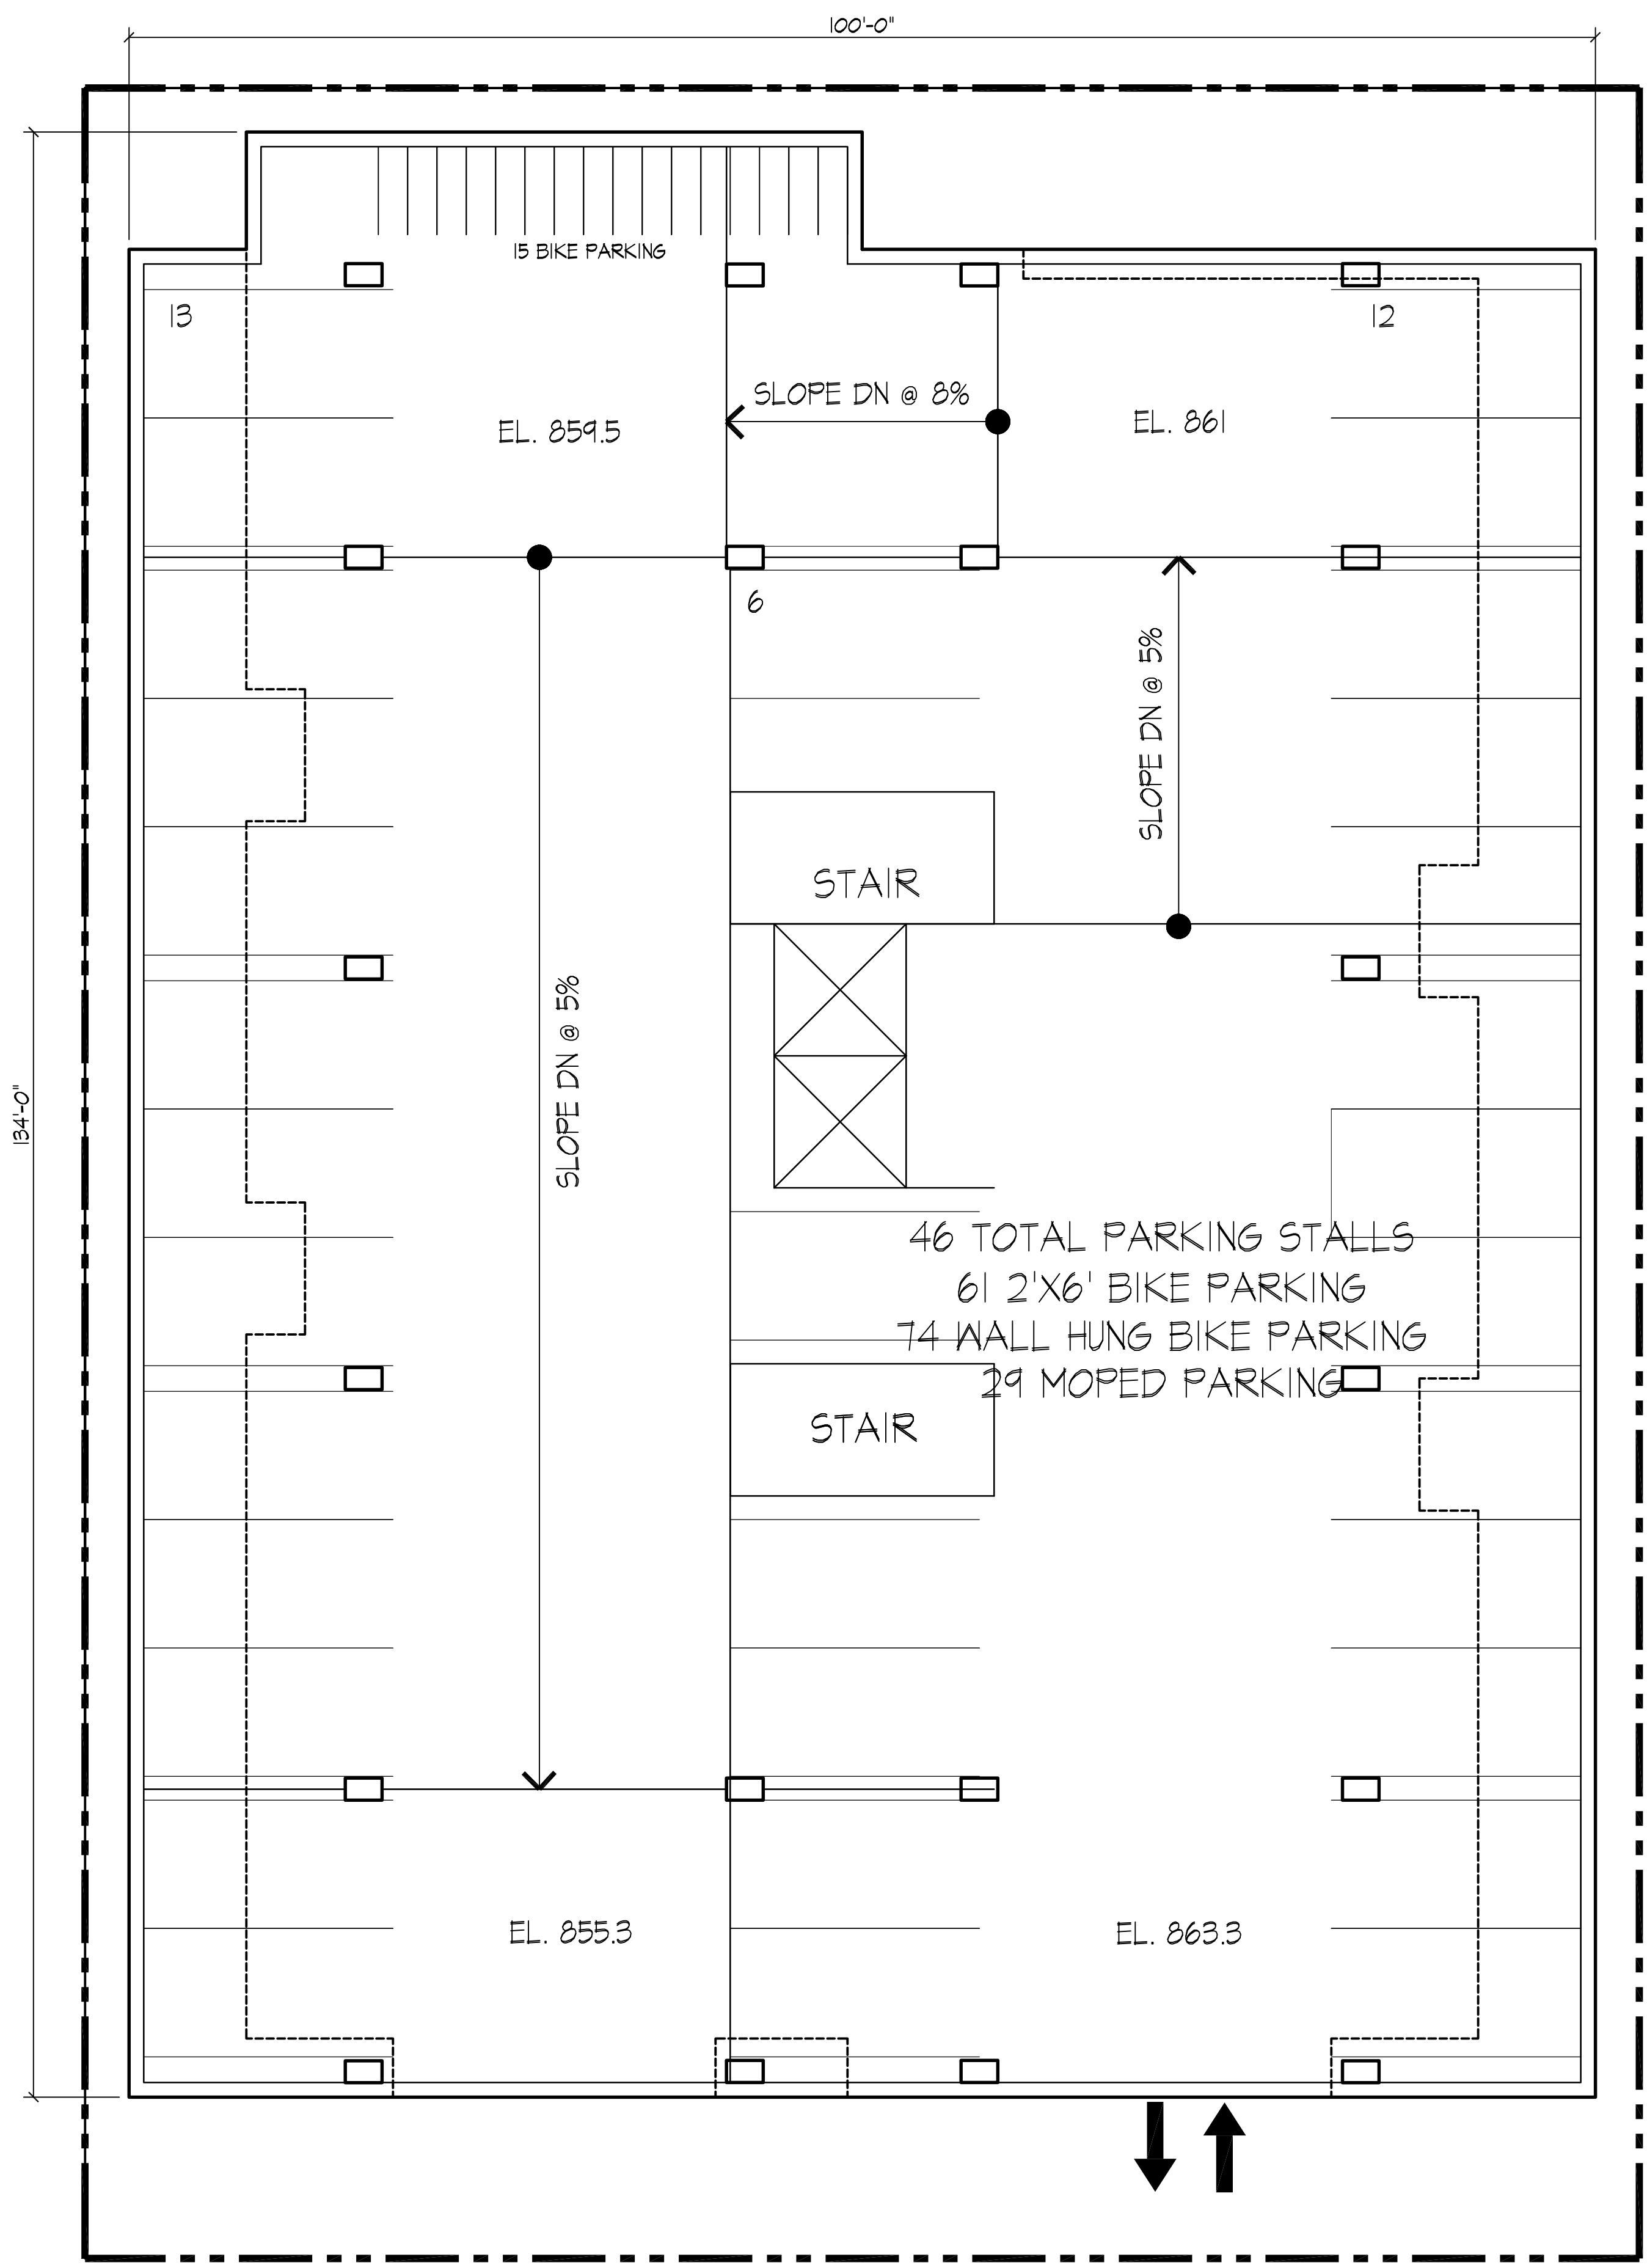 100'-0"
15 BIKE PARKING
13
12
SLOPE DN @ 8%
EL. 859.5
EL. 861
6
SLOPE DN @ 5%
STAIR
SLOPE DN @ 5%
134'-0"
46 TOTAL PARKING STALLS
61 2'X6' BIKE PARKING
74 WALL HUNG BIKE PARKING
29 MOPED PARKING
STAIR
EL. 855.3
EL. 863.3